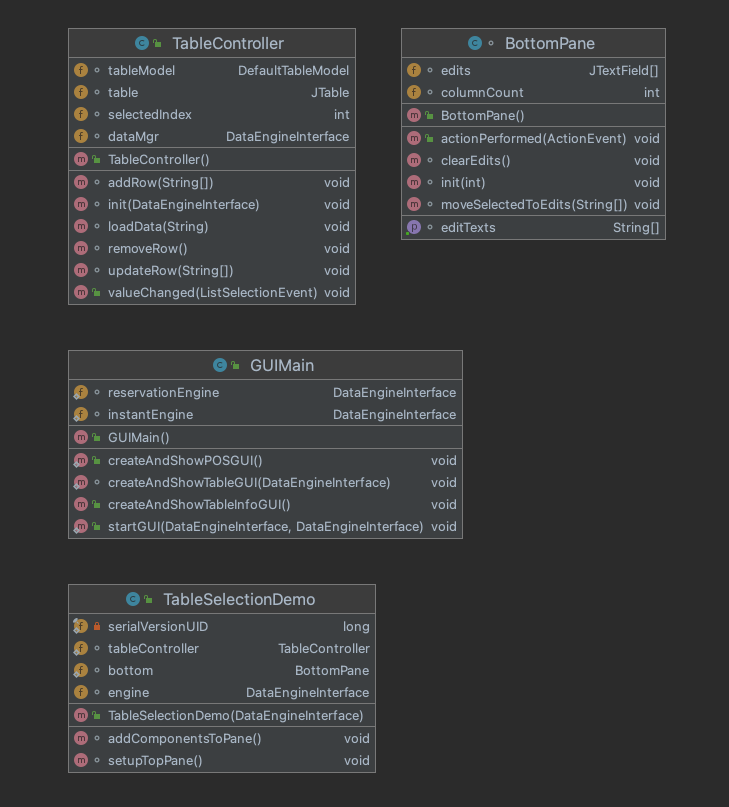 TableController
tableModel DefaultTableModel
table JTable
selectedIndex int
dataMgr DataEngineInterface
TableController()
addRow(String[]) void
init(DataEngineInterface) void
loadData(String) void
removeRow() void
updateRow(String[]) void
valueChanged(ListSelectionEvent) void
BottomPane
edits JTextField[]
columnCount int
BottomPane()
actionPerformed(ActionEvent) void
clearEdits() void
init(int) void
moveSelectedToEdits(String[]) void
editTexts String[]
GUIMain
reservationEngine DataEngineInterface
instantEngine DataEngineInterface
GUIMain()
createAndShowPOSGUI() void
createAndShowTableGUI(DataEngineInterface) void
createAndShowTableInfoGUI() void
startGUI(DataEngineInterface, DataEngineInterface) void
TableSelectionDemo
serialVersionUID long
tableController TableController
bottom BottomPane
engine DataEngineInterface
TableSelectionDemo(DataEngineInterface)
addComponentsToPane() void
setupTopPane() void